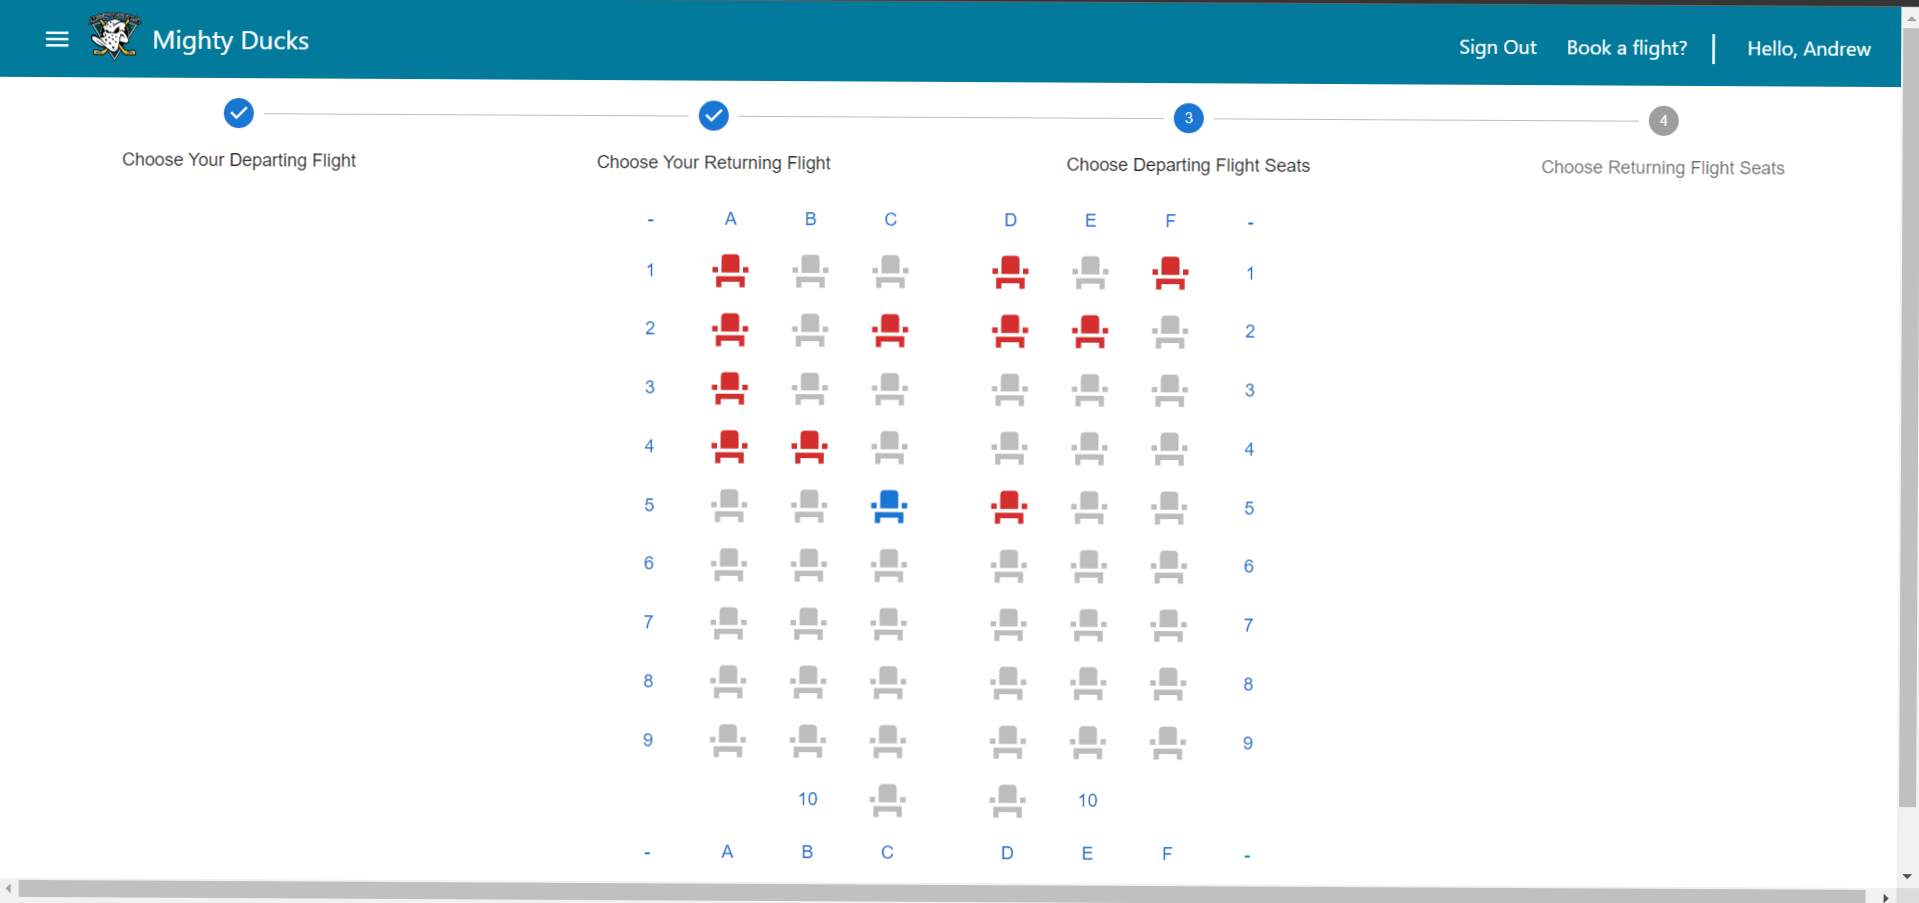 Mighty Ducks
Sign Out Book a flight? | Hello, Andrew
3 4
Choose Your Departing Flight Choose Your Returning Flight Choose Departing Flight Seats Choose Returning Flight Seats
- A B C D E F -
1 1
2 2
3 3
4 4
5 5
6 6
7 7
8 8
9 9
10 10
- A B C D E F -